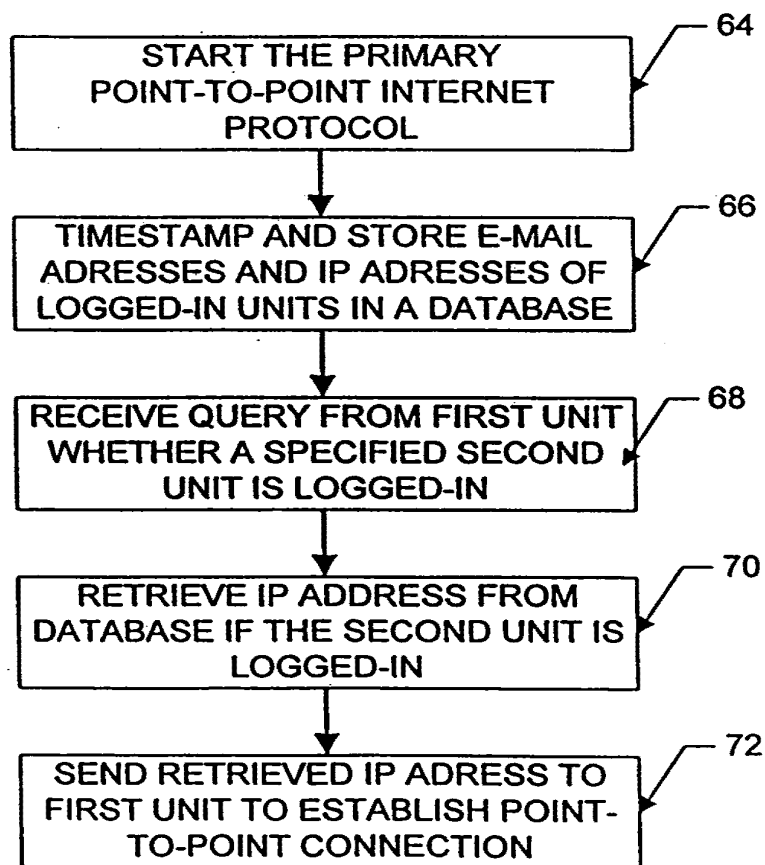 64
START THE PRIMARY
POINT-TO-POINT INTERNET
PROTOCOL
66
TIMESTAMP AND STORE E-MAIL
ADRESSES AND IP ADRESSES OF
LOGGED-IN UNITS IN A DATABASE
68
RECEIVE QUERY FROM FIRST UNIT
WHETHER A SPECIFIED SECOND
UNIT IS LOGGED-IN
70
RETRIEVE IP ADDRESS FROM
DATABASE IF THE SECOND UNIT IS
LOGGED-IN
72
SEND RETRIEVED IP ADRESS TO
FIRST UNIT TO ESTABLISH POINT-
TO-POINT CONNECTION